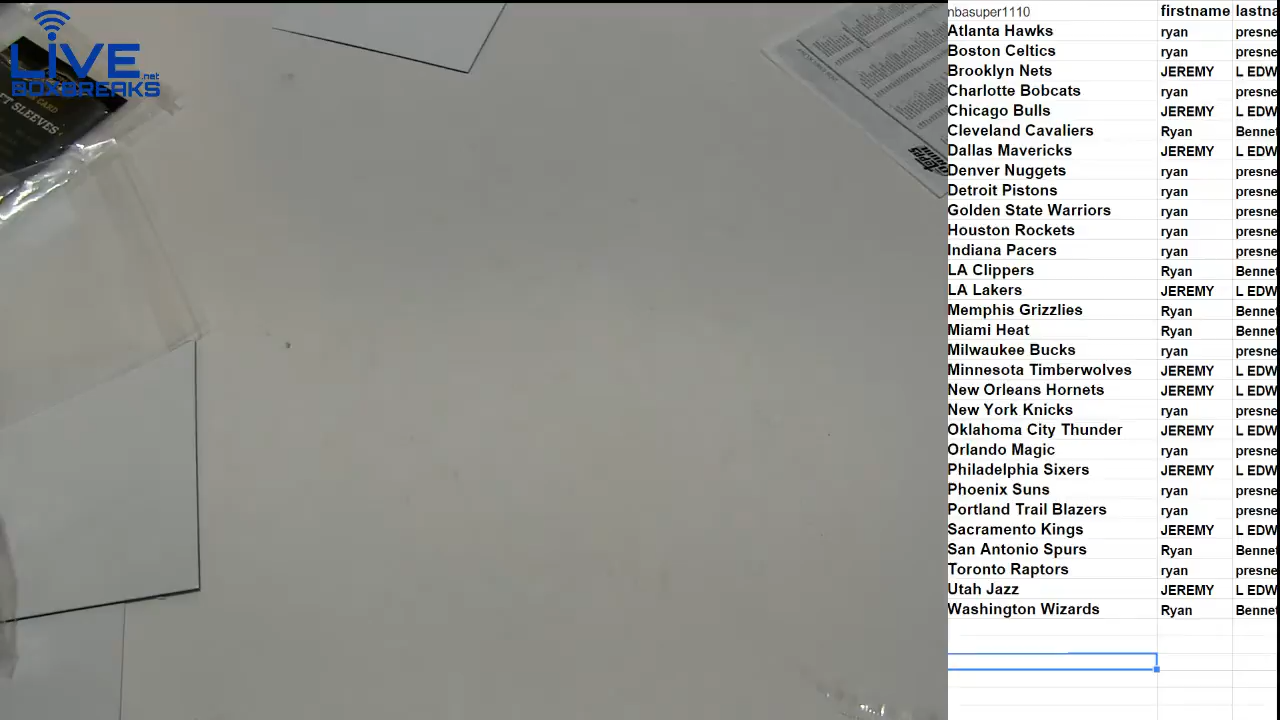 LiVE
.net
BOXBREAKS
CARD
FT SLEEVES
nbasuper1110 firstname lastna
Atlanta Hawks ryan presne
Boston Celtics ryan presne
Brooklyn Nets JEREMY L EDW
Charlotte Bobcats ryan presne
Chicago Bulls JEREMY L EDW
Cleveland Cavaliers Ryan Bennet
Dallas Mavericks JEREMY L EDW
Denver Nuggets ryan presne
Detroit Pistons ryan presne
Golden State Warriors ryan presne
Houston Rockets ryan presne
Indiana Pacers ryan presne
LA Clippers Ryan Bennet
LA Lakers JEREMY L EDW
Memphis Grizzlies Ryan Bennet
Miami Heat Ryan Bennet
Milwaukee Bucks ryan presne
Minnesota Timberwolves JEREMY L EDW
New Orleans Hornets JEREMY L EDW
New York Knicks ryan presne
Oklahoma City Thunder JEREMY L EDW
Orlando Magic ryan presne
Philadelphia Sixers JEREMY L EDW
Phoenix Suns ryan presne
Portland Trail Blazers ryan presne
Sacramento Kings JEREMY L EDW
San Antonio Spurs Ryan Bennet
Toronto Raptors ryan presne
Utah Jazz JEREMY L EDW
Washington Wizards Ryan Bennet